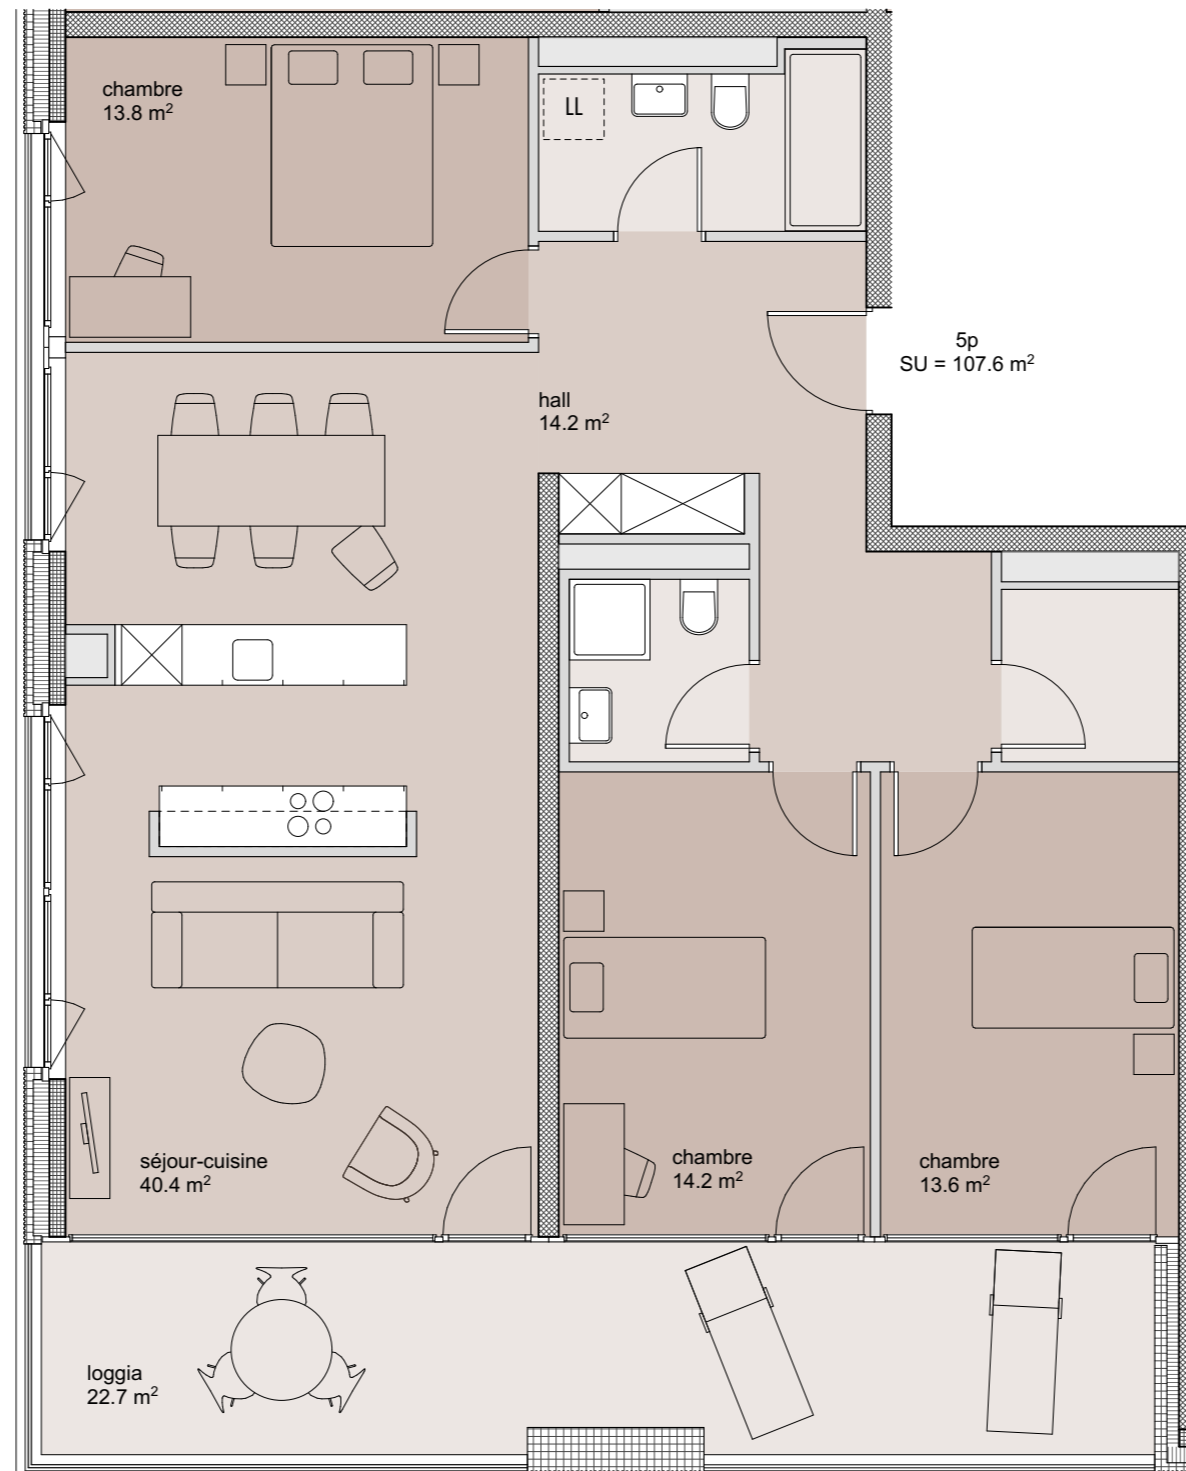 chambre
13.8 m²
LL
5p
SU = 107.6 m²
hall
14.2 m²
séjour-cuisine
40.4 m²
chambre
14.2 m²
chambre
13.6 m²
loggia
22.7 m²